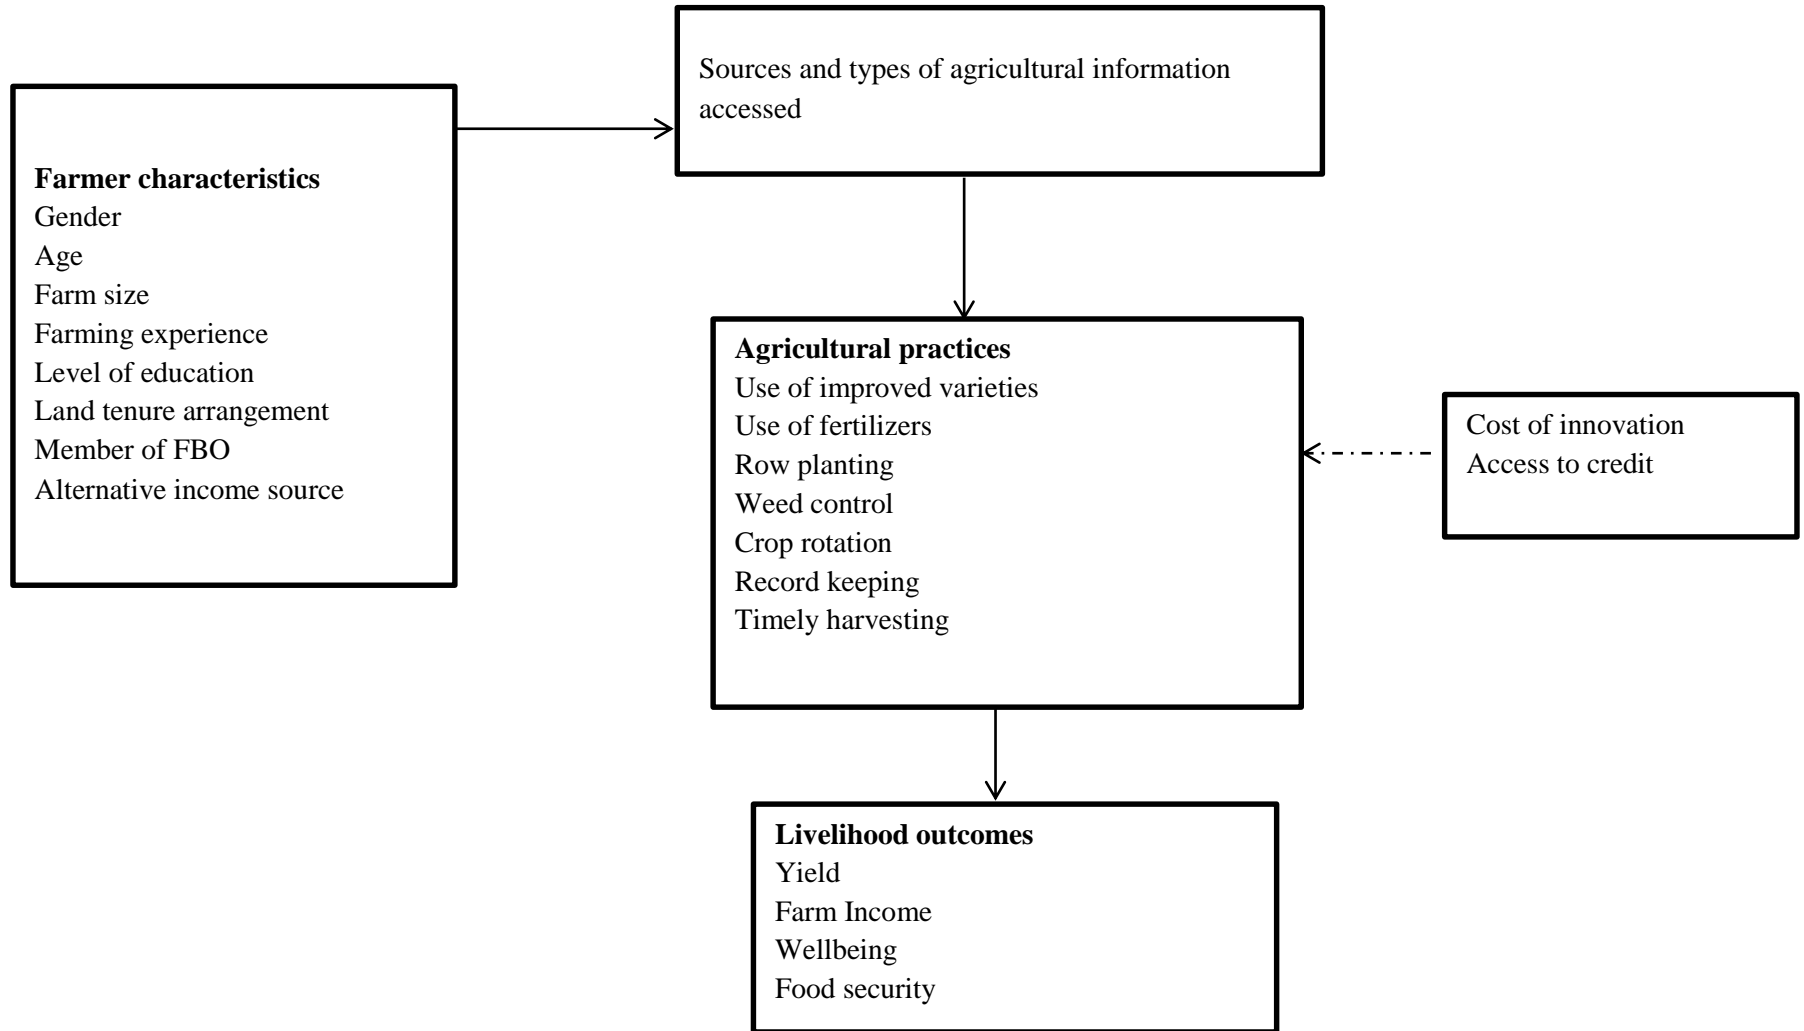 Sources and types of agricultural information
accessed
Farmer characteristics
Gender
Age
Farm size
Farming experience
Level of education
Land tenure arrangement
Member of FBO
Alternative income source
Agricultural practices
Use of improved varieties
Use of fertilizers
Row planting
Weed control
Crop rotation
Record keeping
Timely harvesting
Cost of innovation
Access to credit
Livelihood outcomes
Yield
Farm Income
Wellbeing
Food security